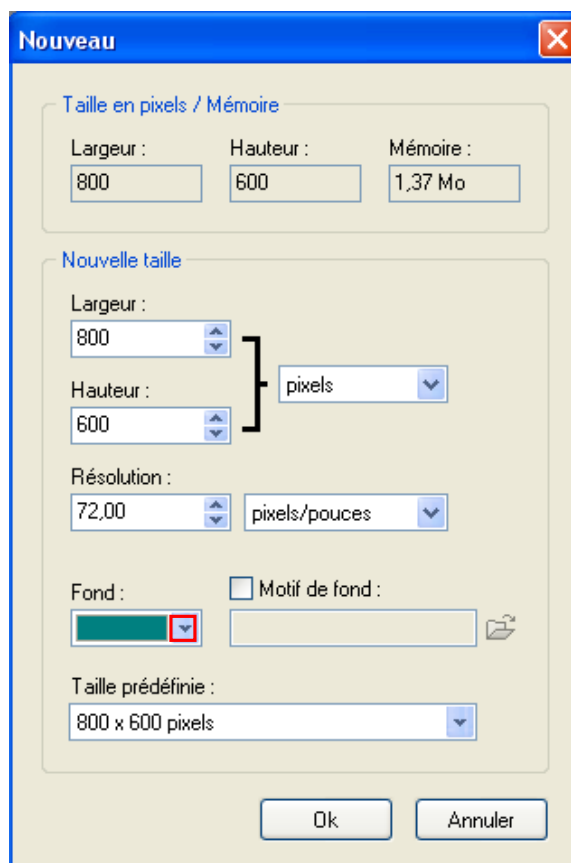 Nouveau
Taille en pixels / Mémoire
Largeur : Hauteur : Mémoire :
800 600 1,37 Mo
Nouvelle taille
Largeur :
800
pixels
Hauteur :
600
Résolution :
72,00 pixels/pouces
Fond : Motif de fond :
Taille prédéfinie :
800 x 600 pixels
Ok Annuler